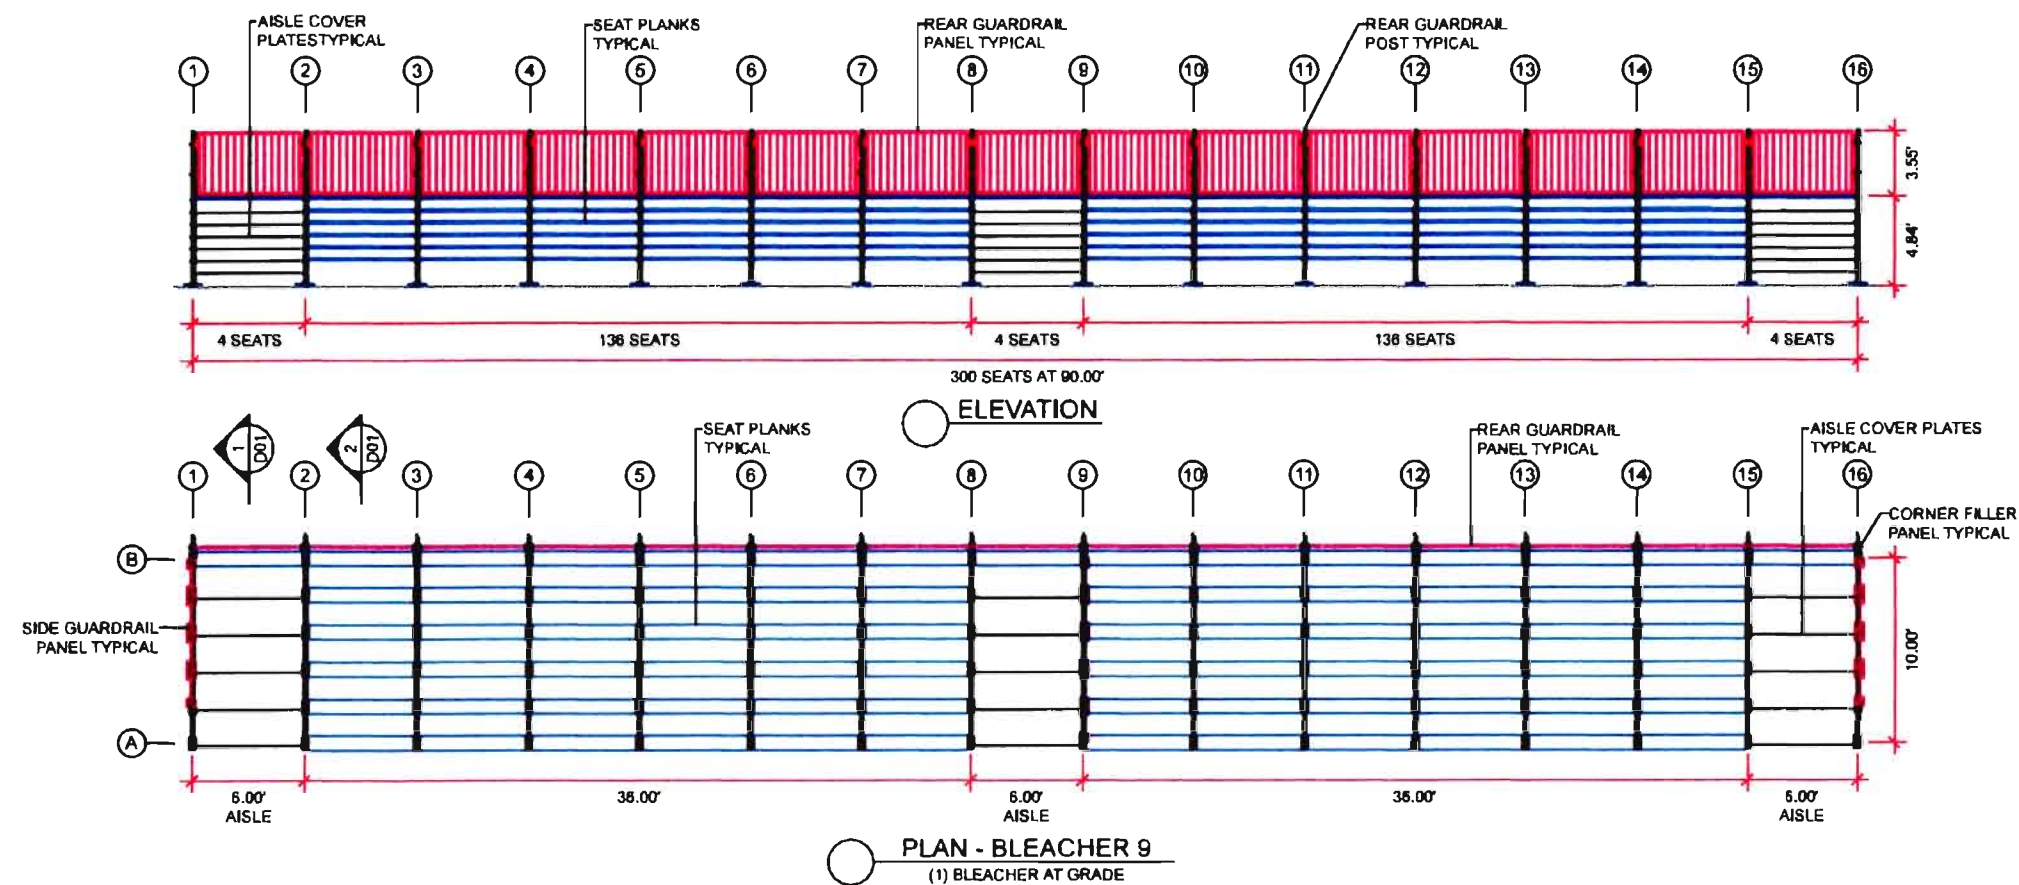 AISLE COVER
PLATESTYPICAL
SEAT PLANKS
TYPICAL
REAR GUARDRAIL
PANEL TYPICAL
REAR GUARDRAIL
POST TYPICAL
1 2 3 4 5 6 7 8 9 10 11 12 13 14 15 16
3.55'
4.84'
4 SEATS 136 SEATS 4 SEATS 136 SEATS 4 SEATS
300 SEATS AT 90.00'
ELEVATION
1
D01
2
D01
SEAT PLANKS
TYPICAL
REAR GUARDRAIL
PANEL TYPICAL
AISLE COVER PLATES
TYPICAL
1 2 3 4 5 6 7 8 9 10 11 12 13 14 15 16
CORNER FILLER
PANEL TYPICAL
B
SIDE GUARDRAIL
PANEL TYPICAL
10.00'
A
6.00' 36.00' 6.00' 36.00' 6.00'
AISLE AISLE AISLE
PLAN - BLEACHER 9
(1) BLEACHER AT GRADE